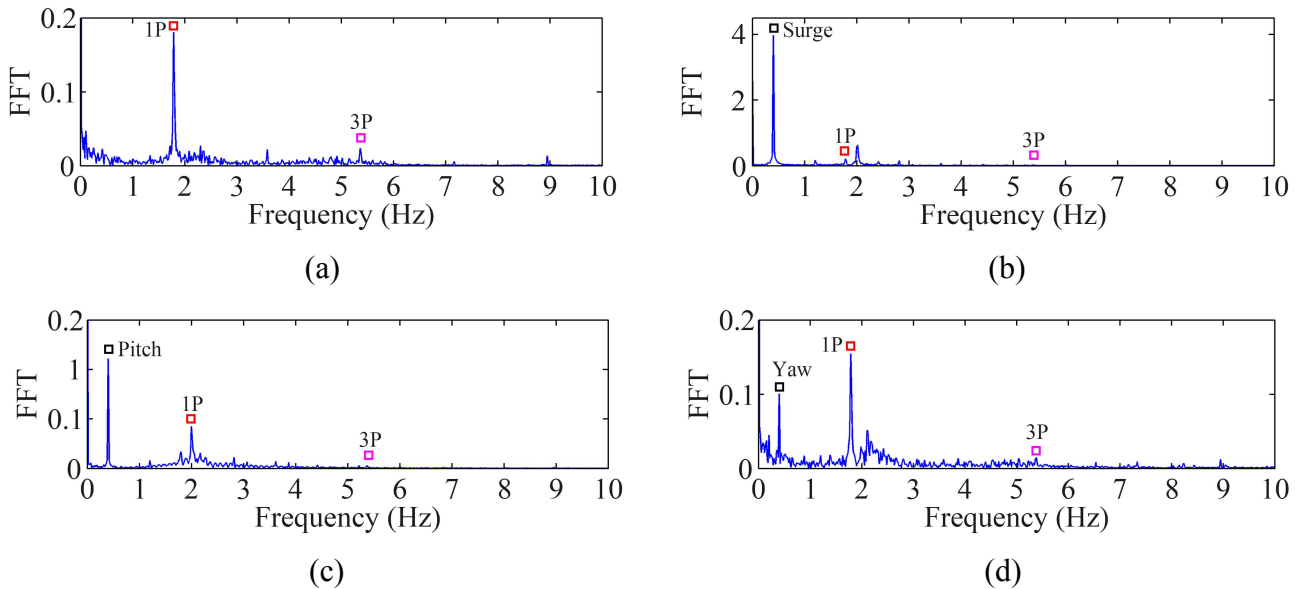 0.2
1P
0.1
3P
FFT
0
0 1 2 3 4 5 6 7 8 9 10
Frequency (Hz)
(a)
4
Surge
2
1P
3P
FFT
0
0 1 2 3 4 5 6 7 8 9 10
Frequency (Hz)
(b)
0.2
Pitch
1
1P
0.1
3P
FFT
0
0 1 2 3 4 5 6 7 8 9 10
Frequency (Hz)
(c)
0.2
1P
Yaw
0.1
3P
FFT
0
0 1 2 3 4 5 6 7 8 9 10
Frequency (Hz)
(d)